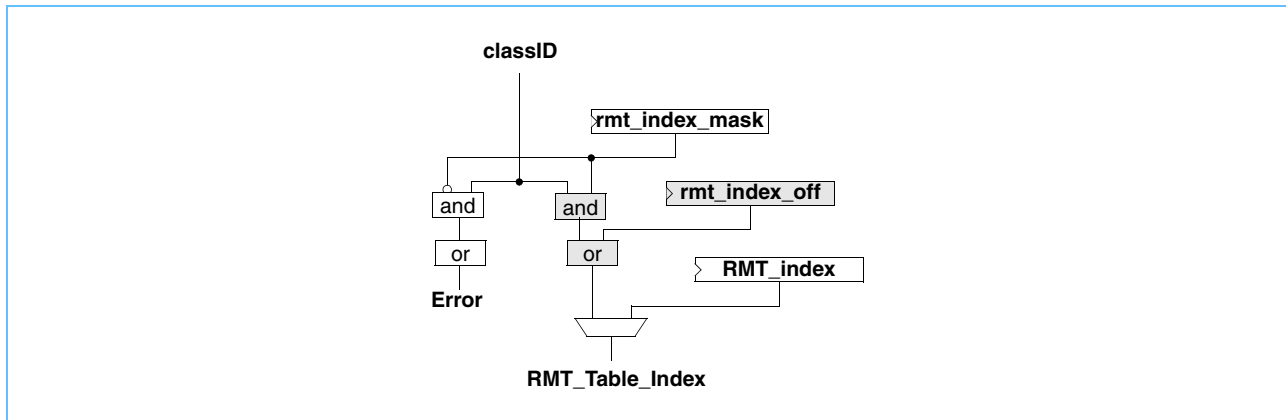 classID
rmt_index_mask
rmt_index_off
and
and
or
or
RMT_index
Error
RMT_Table_Index